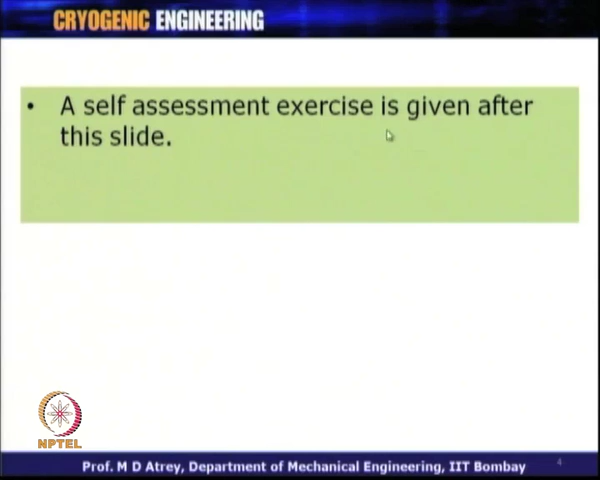 CRYOGENIC ENGINEERING
• A self assessment exercise is given after
this slide.
NPTEL
Prof. M D Atrey, Department of Mechanical Engineering, IIT Bombay
4